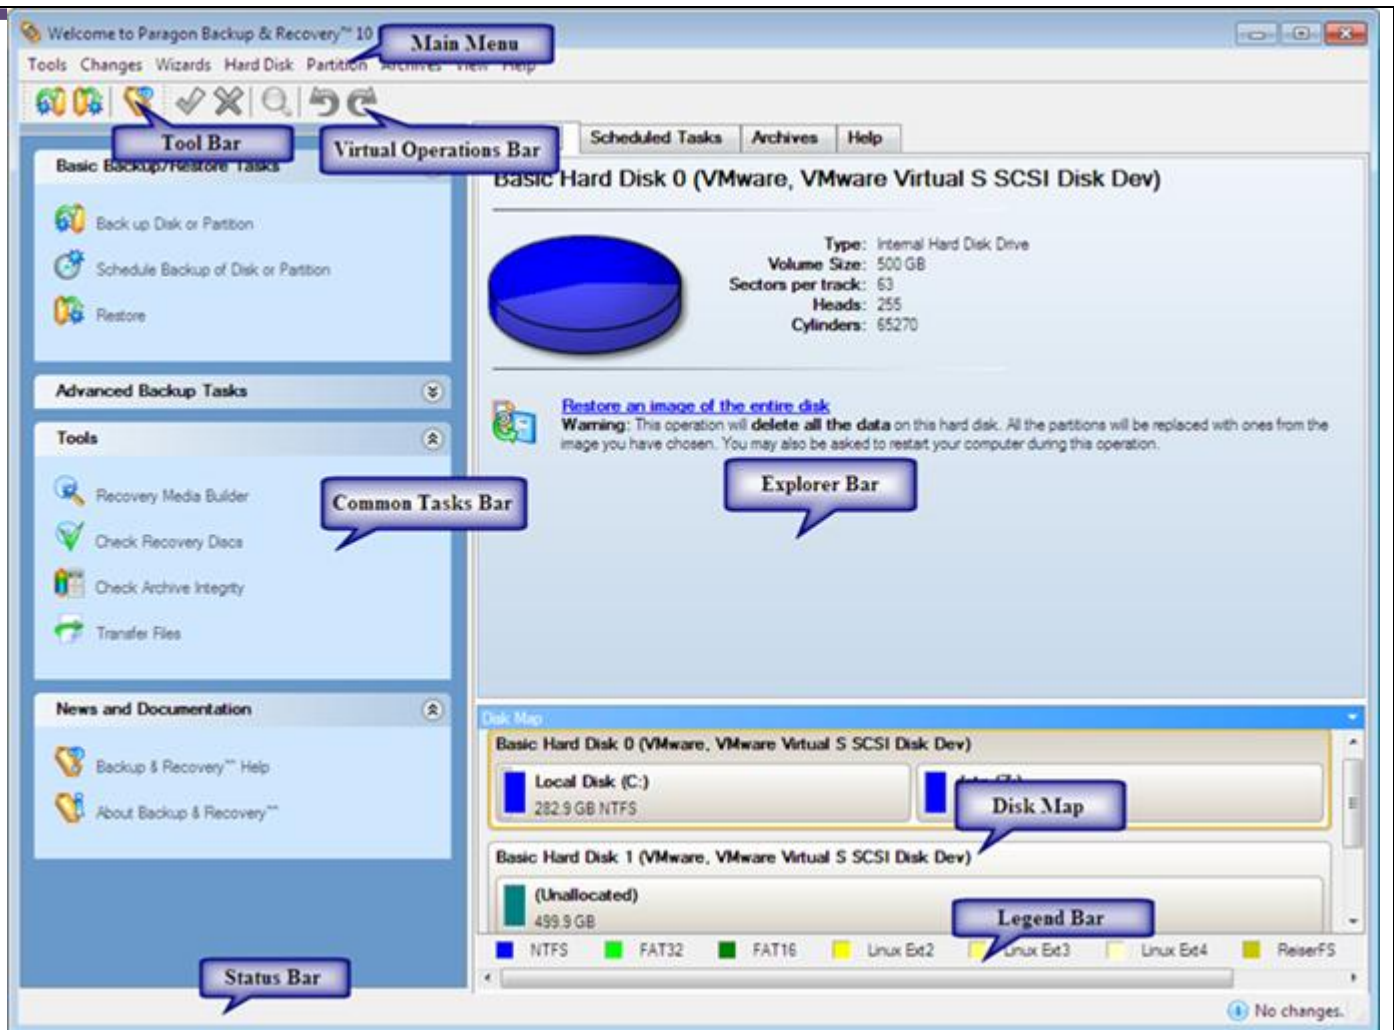 Welcome to Paragon Backup & Recovery™ 10
Main Menu
Tools Changes Wizards Hard Disk Partition Archives View Help
Tool Bar
Virtual Operations Bar
Scheduled Tasks
Archives
Help
Basic Backup/Restore Tasks
Back up Disk or Partition
Schedule Backup of Disk or Partition
Restore
Advanced Backup Tasks
Tools
Recovery Media Builder
Check Recovery Discs
Check Archive Integrity
Transfer Files
Common Tasks Bar
News and Documentation
Backup & Recovery™ Help
About Backup & Recovery™
Status Bar
Basic Hard Disk 0 (VMware, VMware Virtual S SCSI Disk Dev)
Type: Internal Hard Disk Drive
Volume Size: 500 GB
Sectors per track: 63
Heads: 255
Cylinders: 65270
Restore an image of the entire disk
Warning: This operation will delete all the data on this hard disk. All the partitions will be replaced with ones from the
image you have chosen. You may also be asked to restart your computer during this operation.
Explorer Bar
Disk Map
Basic Hard Disk 0 (VMware, VMware Virtual S SCSI Disk Dev)
Local Disk (C:)
282.9 GB NTFS
Disk Map
Basic Hard Disk 1 (VMware, VMware Virtual S SCSI Disk Dev)
(Unallocated)
499.9 GB
Legend Bar
NTFS FAT32 FAT16 Linux Ext2 Linux Ext3 Linux Ext4 ReiserFS
No changes.